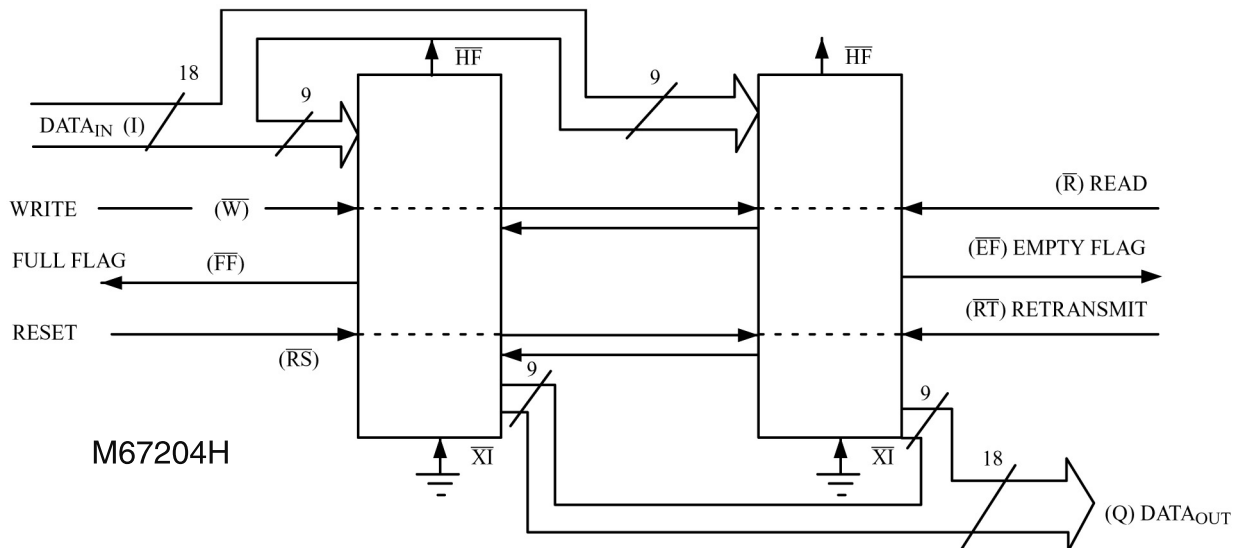 HF
HF
18
9
9
DATAIN (I)
WRITE (W)
(R) READ
FULL FLAG (FF)
(EF) EMPTY FLAG
RESET
(RS)
(RT) RETRANSMIT
9
9
M67204H
XI
XI
18
(Q) DATAOUT